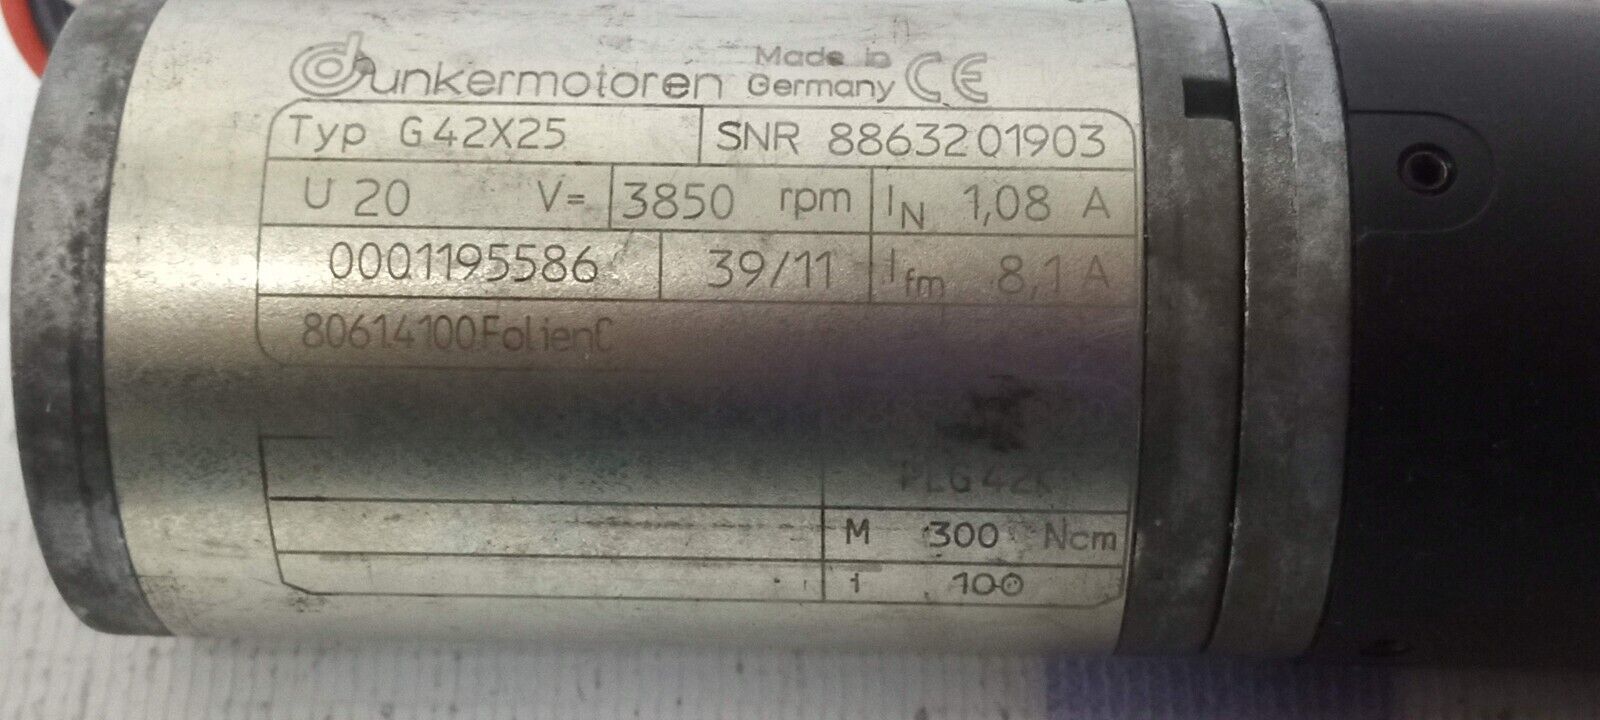 dunkermotoren Made in Germany CE
Typ G42X25 SNR 8863201903
U 20 V= 3850 rpm IN 1,08 A
0001195586 39/11 Ifm 8,1 A
80614100FolienC
PLG42K
M 300 Ncm
i 100